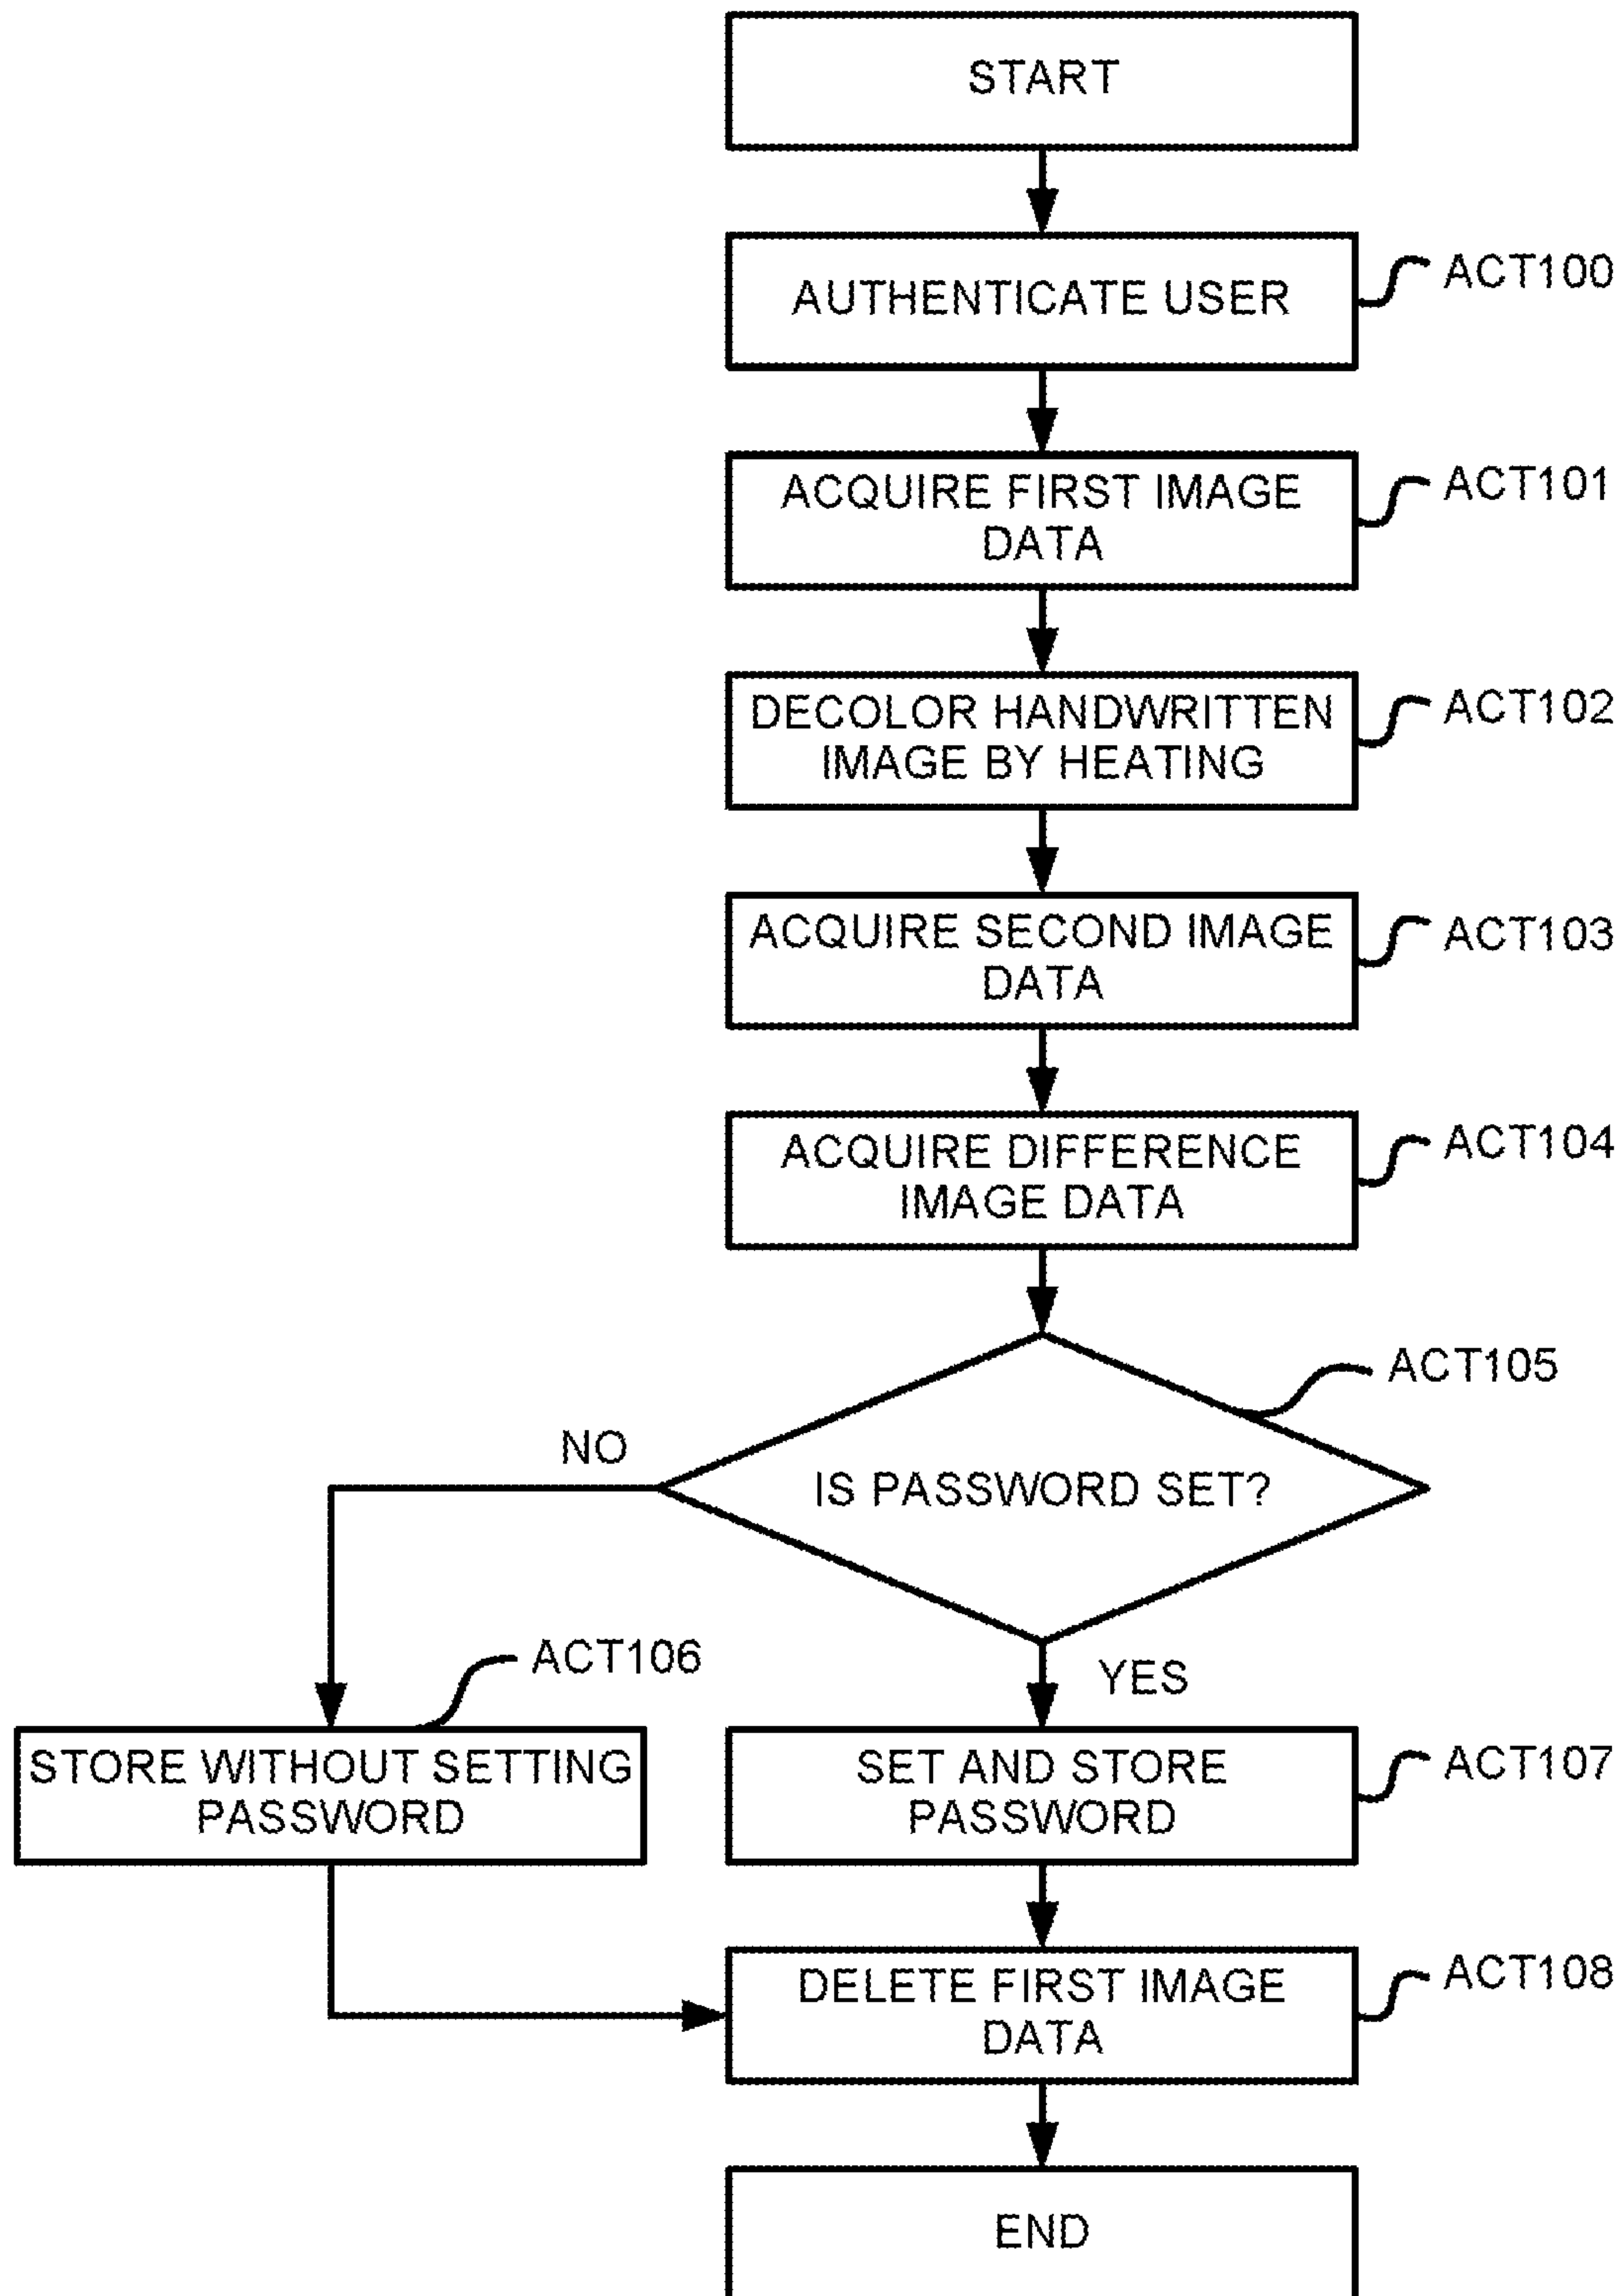 START
AUTHENTICATE USER
ACT100
ACQUIRE FIRST IMAGE
DATA
ACT101
DECOLOR HANDWRITTEN
IMAGE BY HEATING
ACT102
ACQUIRE SECOND IMAGE
DATA
ACT103
ACQUIRE DIFFERENCE
IMAGE DATA
ACT104
IS PASSWORD SET?
ACT105
NO
YES
ACT106
STORE WITHOUT SETTING
PASSWORD
SET AND STORE
PASSWORD
ACT107
DELETE FIRST IMAGE
DATA
ACT108
END